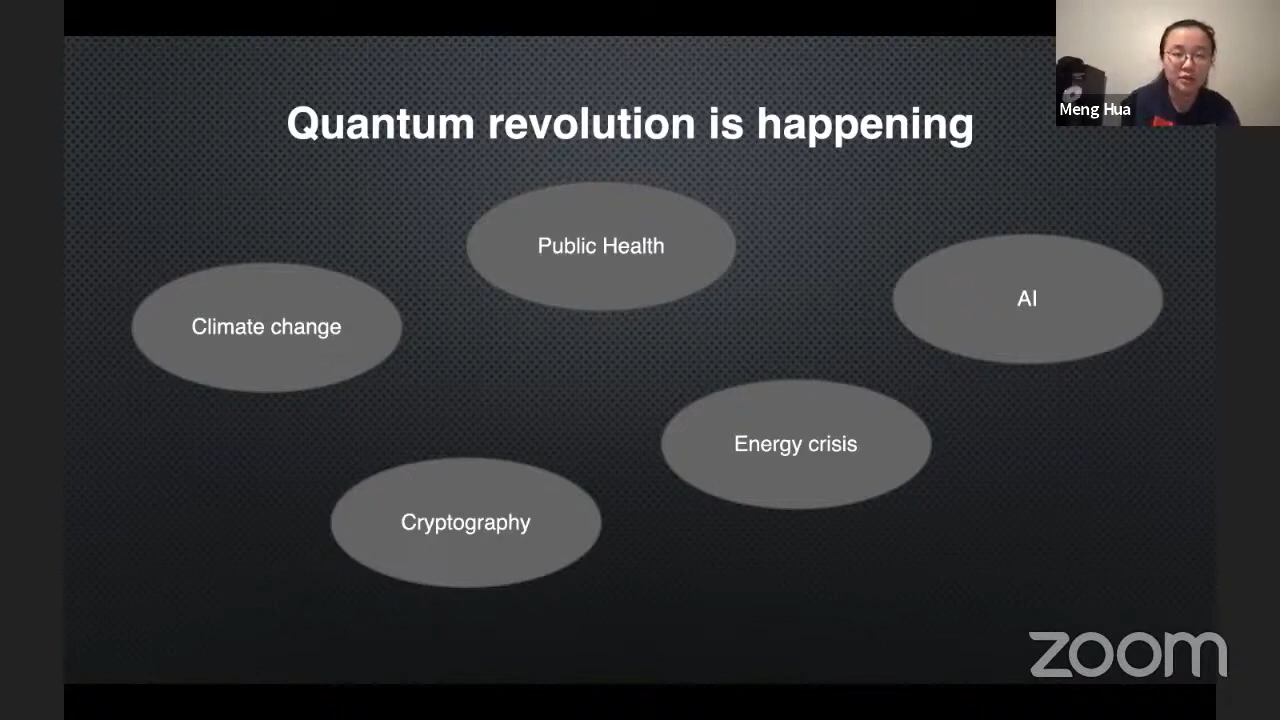 Quantum revolution is happening
Meng Hua
Public Health
AI
Climate change
Energy crisis
Cryptography
zoom